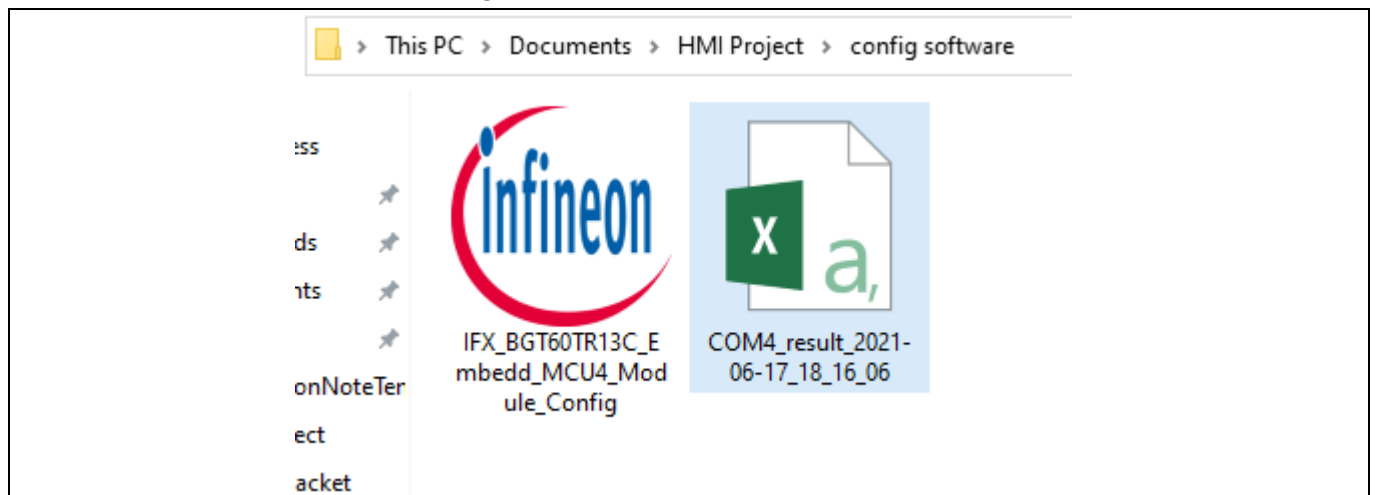 > This PC > Documents > HMI Project > config software
ess
infineon
X a,
ds
nts
IFX_BGT60TR13C_E
mbedd_MCU4_Mod
ule_Config
COM4_result_2021-
06-17_18_16_06
onNoteTer
ect
acket